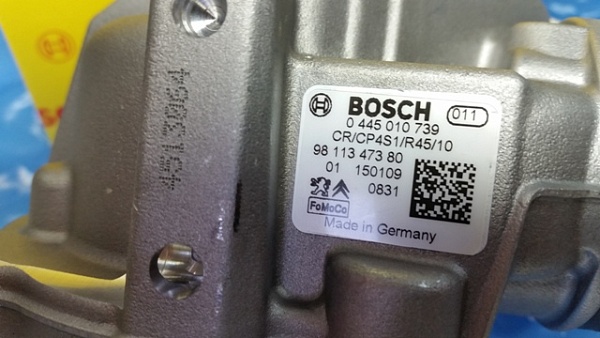 4513064
BOSCH 011
0 445 010 739
CR/CP4S1/R45/10
98 113 473 80
01 150109
0831
FoMoCo
Made in Germany